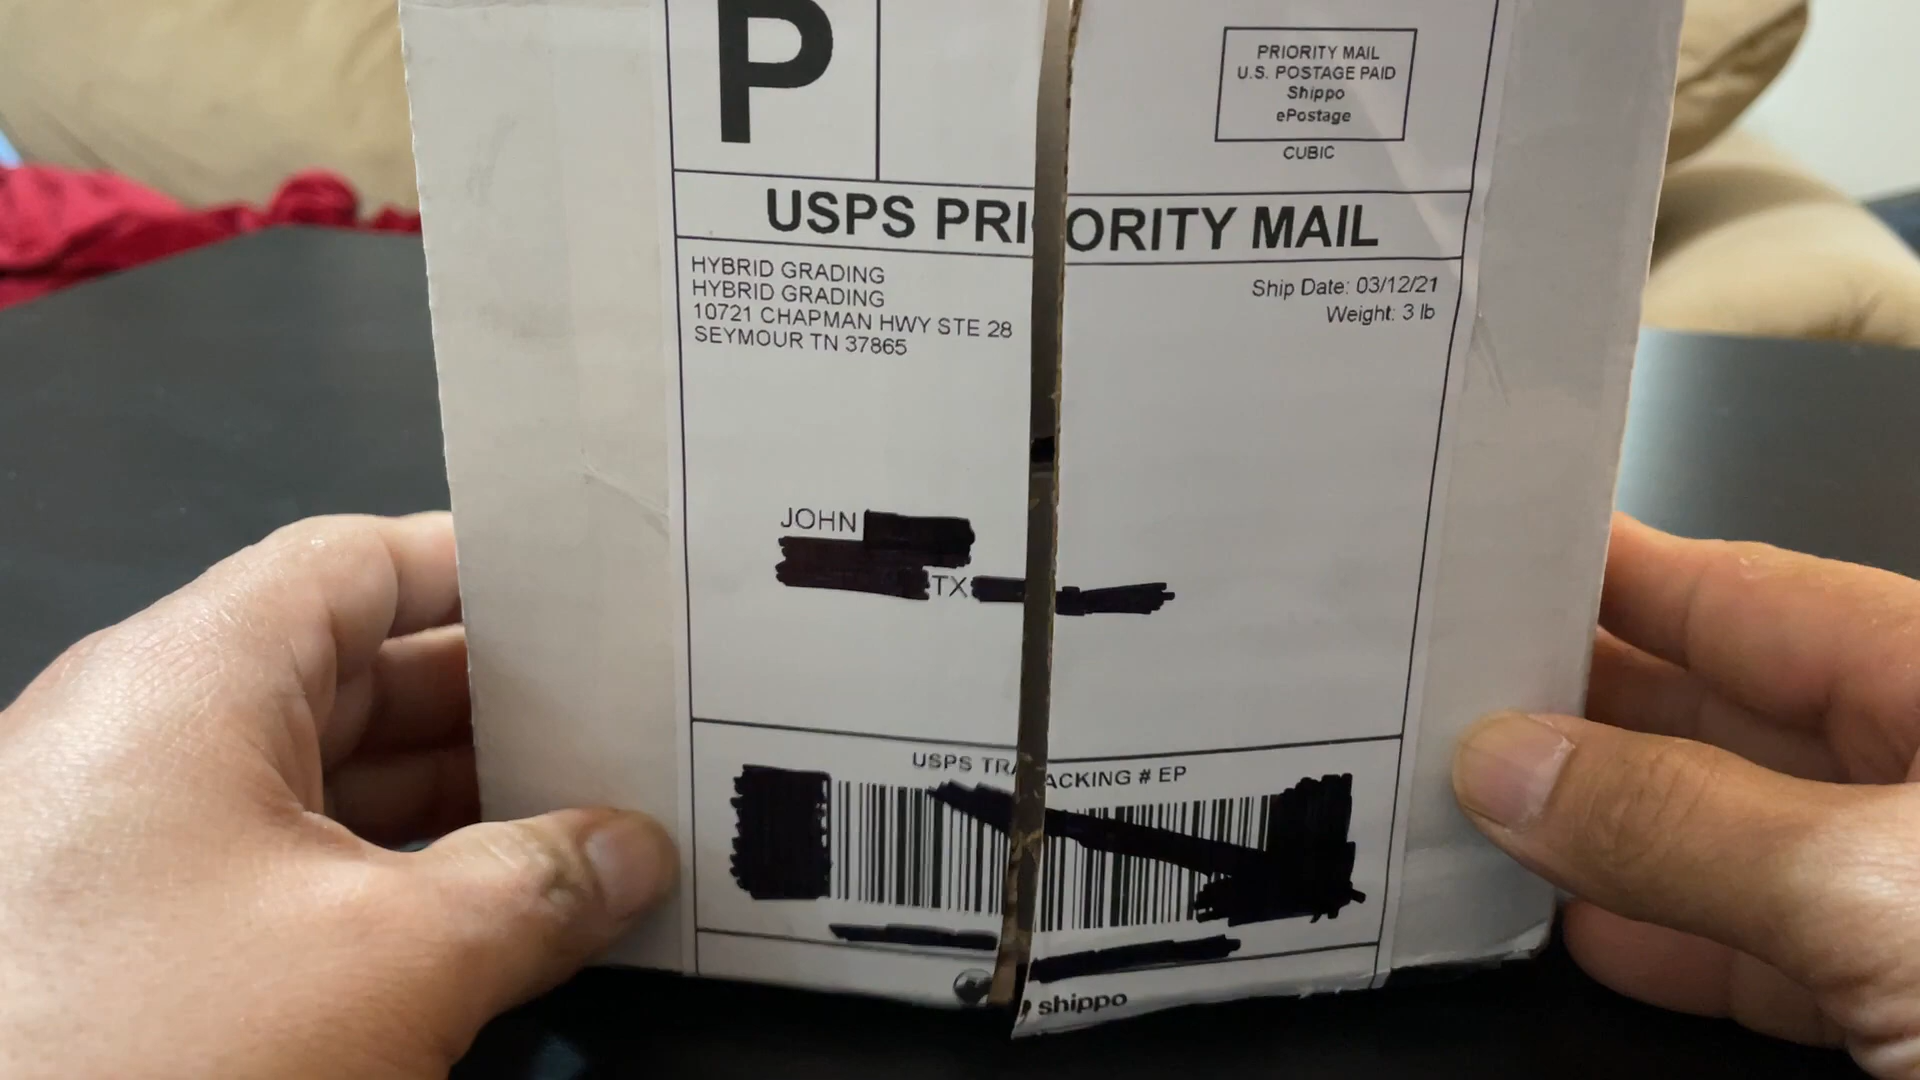 P
PRIORITY MAIL
U.S. POSTAGE PAID
Shippo
ePostage
CUBIC
USPS PRIORITY MAIL
HYBRID GRADING
HYBRID GRADING
10721 CHAPMAN HWY STE 28
SEYMOUR TN 37865
Ship Date: 03/12/21
Weight: 3 lb
JOHN
TX
USPS TRACKING # EP
shippo